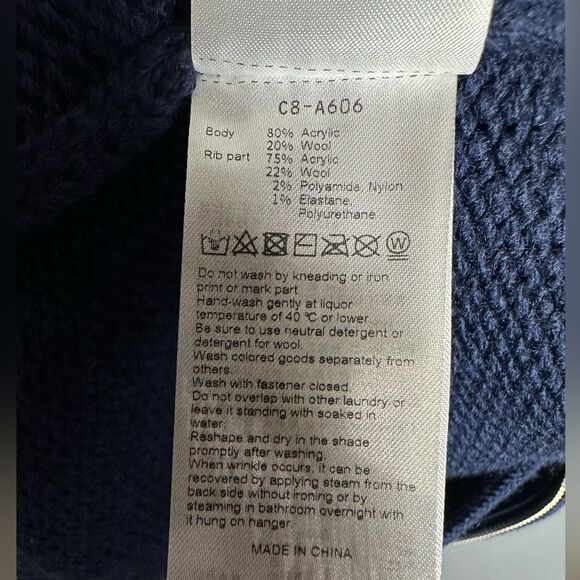 C8-A606
Body 80% Acrylic
20% Wool
Rib part 75% Acrylic
22% Wool
2% Polyamide, Nylon
1% Elastane,
Polyurethane
W
Do not wash by kneading or iron
print or mark part.
Hand-wash gently at liquor
temperature of 40 ℃ or lower.
Be sure to use neutral detergent or
detergent for wool.
Wash colored goods separately from
others.
Wash with fastener closed.
Do not overlap with other laundry or
leave it standing with soaked in
water.
Reshape and dry in the shade
promptly after washing.
When wrinkle occurs, it can be
recovered by applying steam from the
back side without ironing or by
steaming in bathroom overnight with
it hung on hanger.
MADE IN CHINA